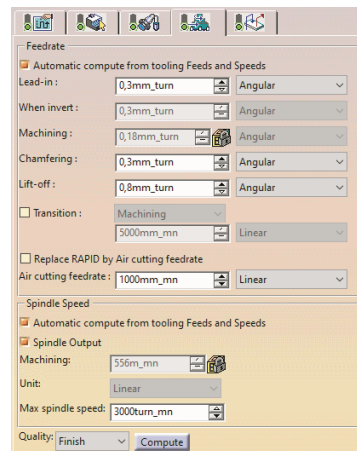 Feedrate
Automatic compute from tooling Feeds and Speeds
Lead-in : 0,3mm_turn Angular
When invert : 0,3mm_turn Angular
Machining : 0,18mm_turn Angular
Chamfering : 0,3mm_turn Angular
Lift-off : 0,8mm_turn Angular
Transition : Machining
5000mm_mn Linear
Replace RAPID by Air cutting feedrate
Air cutting feedrate : 1000mm_mn Linear
Spindle Speed
Automatic compute from tooling Feeds and Speeds
Spindle Output
Machining: 556m_mn
Unit: Linear
Max spindle speed: 3000turn_mn
Quality: Finish Compute